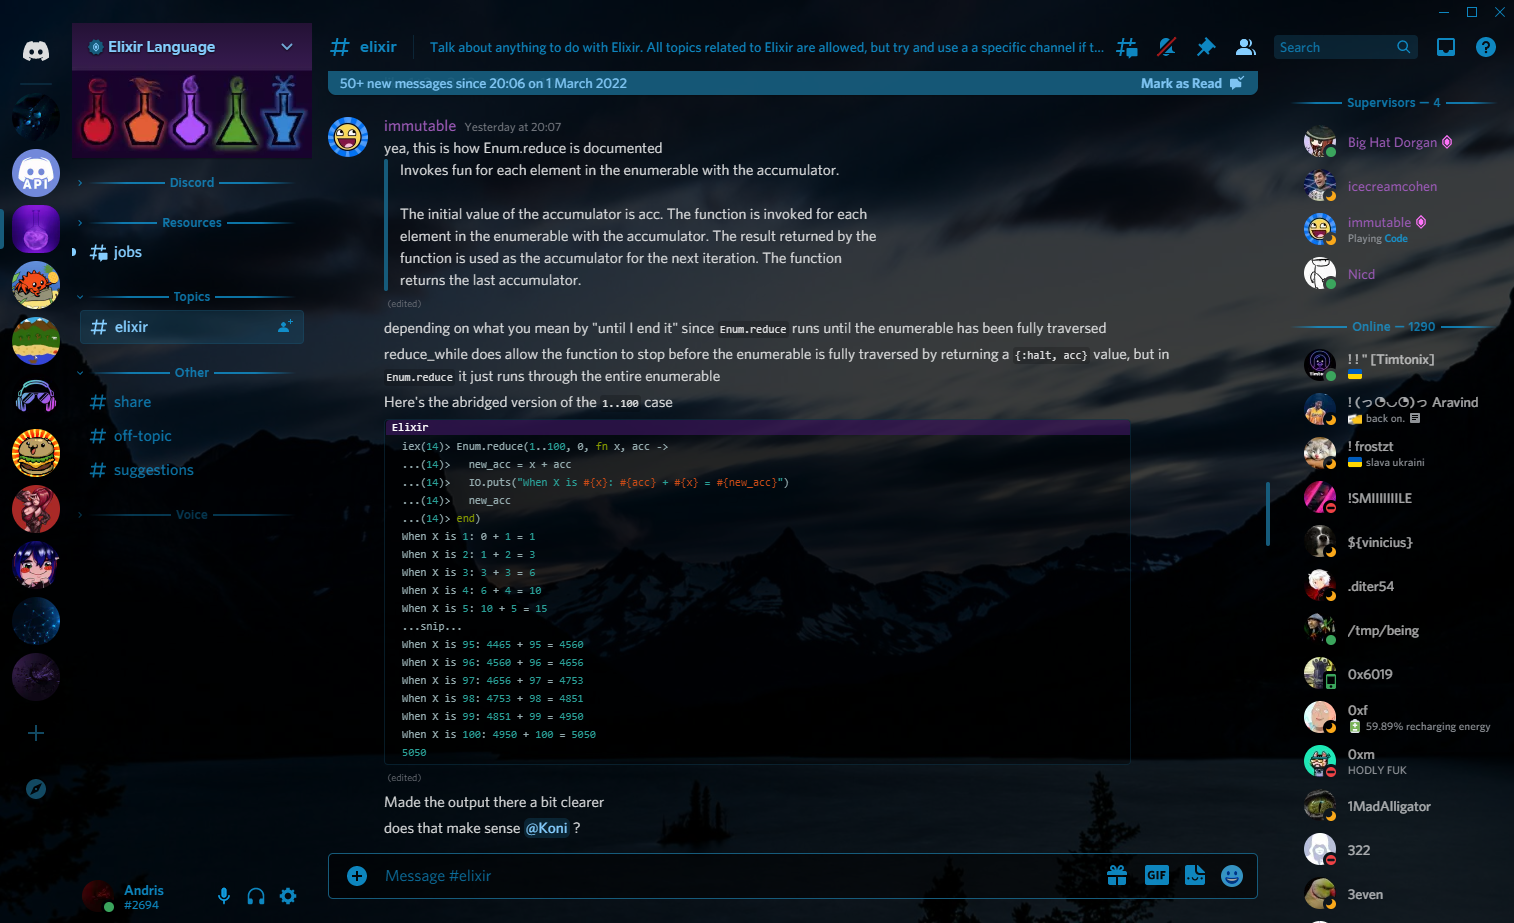 Elixir Language
API
Discord
Resources
jobs
Topics
elixir
Other
share
off-topic
suggestions
Voice
Andris
#2694
elixir
Talk about anything to do with Elixir. All topics related to Elixir are allowed, but try and use a a specific channel if t...
Search
50+ new messages since 20:06 on 1 March 2022
Mark as Read
immutable Yesterday at 20:07
yea, this is how Enum.reduce is documented
Invokes fun for each element in the enumerable with the accumulator.
The initial value of the accumulator is acc. The function is invoked for each
element in the enumerable with the accumulator. The result returned by the
function is used as the accumulator for the next iteration. The function
returns the last accumulator.
(edited)
depending on what you mean by "until I end it" since Enum.reduce runs until the enumerable has been fully traversed
reduce_while does allow the function to stop before the enumerable is fully traversed by returning a {:halt, acc} value, but in
Enum.reduce it just runs through the entire enumerable
Here's the abridged version of the 1..100 case
Elixir
iex(14)> Enum.reduce(1..100, 0, fn x, acc ->
...(14)>   new_acc = x + acc
...(14)>   IO.puts("When X is #{x}: #{acc} + #{x} = #{new_acc}")
...(14)>   new_acc
...(14)> end)
When X is 1: 0 + 1 = 1
When X is 2: 1 + 2 = 3
When X is 3: 3 + 3 = 6
When X is 4: 6 + 4 = 10
When X is 5: 10 + 5 = 15
...snip...
When X is 95: 4465 + 95 = 4560
When X is 96: 4560 + 96 = 4656
When X is 97: 4656 + 97 = 4753
When X is 98: 4753 + 98 = 4851
When X is 99: 4851 + 99 = 4950
When X is 100: 4950 + 100 = 5050
5050
(edited)
Made the output there a bit clearer
does that make sense @Koni ?
Message #elixir
GIF
Supervisors — 4
Big Hat Dorgan
icecreamcohen
immutable
Playing Code
Nicd
Online — 1290
! ! " [Timtonix]
! (っ◔◡◔)っ Aravind
back on.
! frostzt
slava ukraini
!SMIIIIIIILE
${vinicius}
.diter54
/tmp/being
0x6019
0xf
59.89% recharging energy
0xm
HODLY FUK
1MadAlligator
322
3even